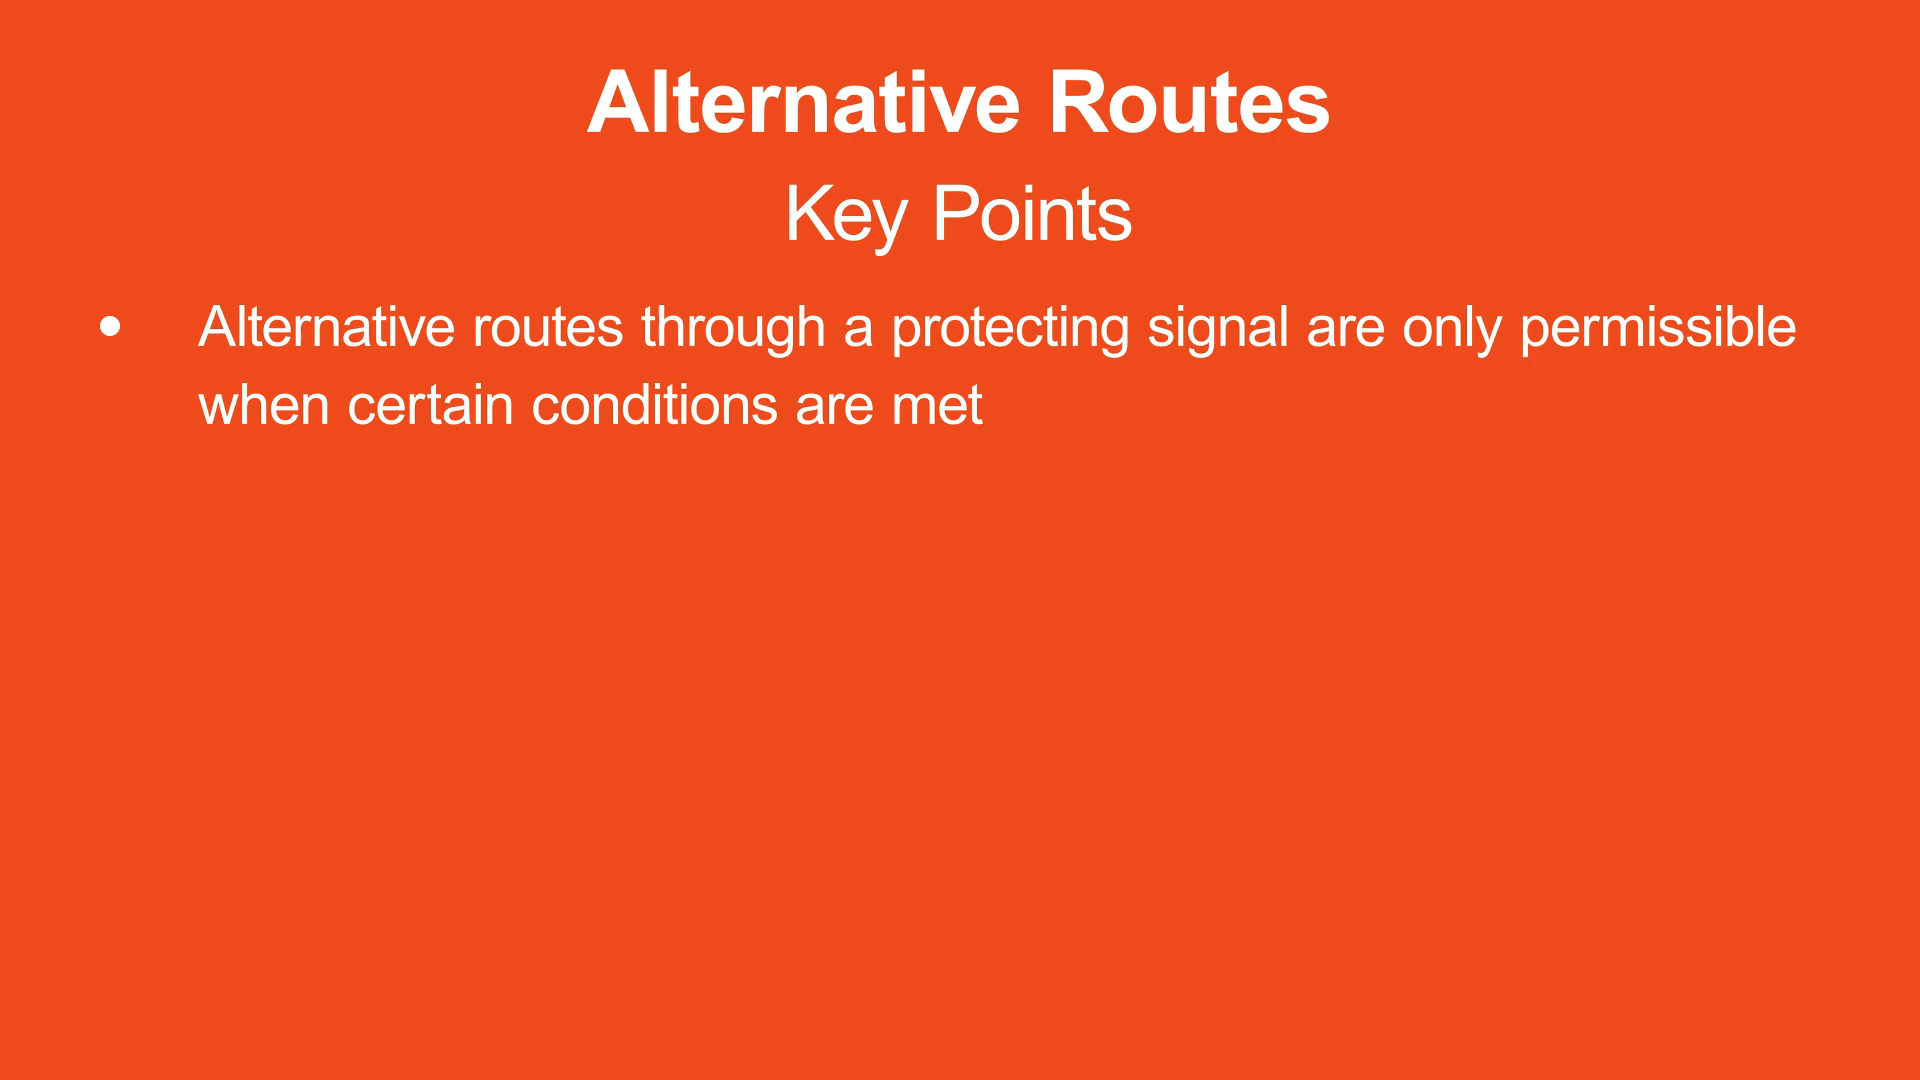 Alternative Routes
Key Points
• Alternative routes through a protecting signal are only permissible
when certain conditions are met